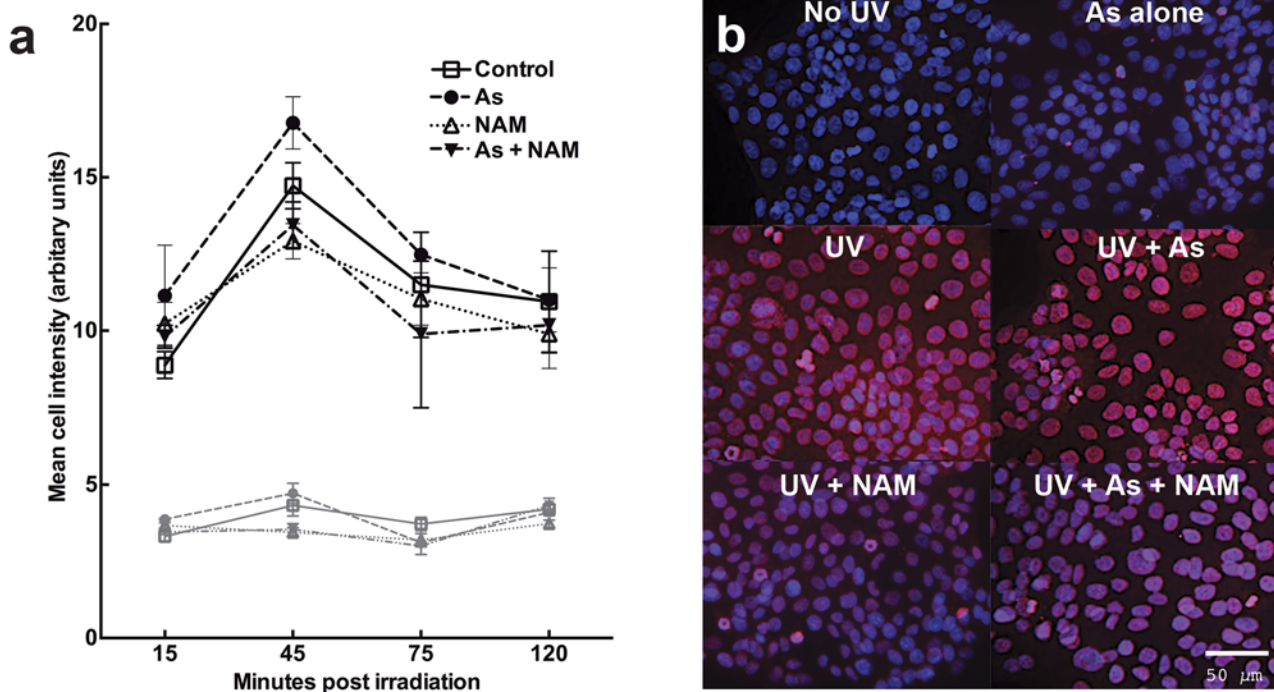 a
20
15
10
5
0
Mean cell intensity (arbitrary units)
Control
As
NAM
As + NAM
15 45 75 120
Minutes post irradiation
b
No UV
As alone
UV
UV + As
UV + NAM
UV + As + NAM
50 µm